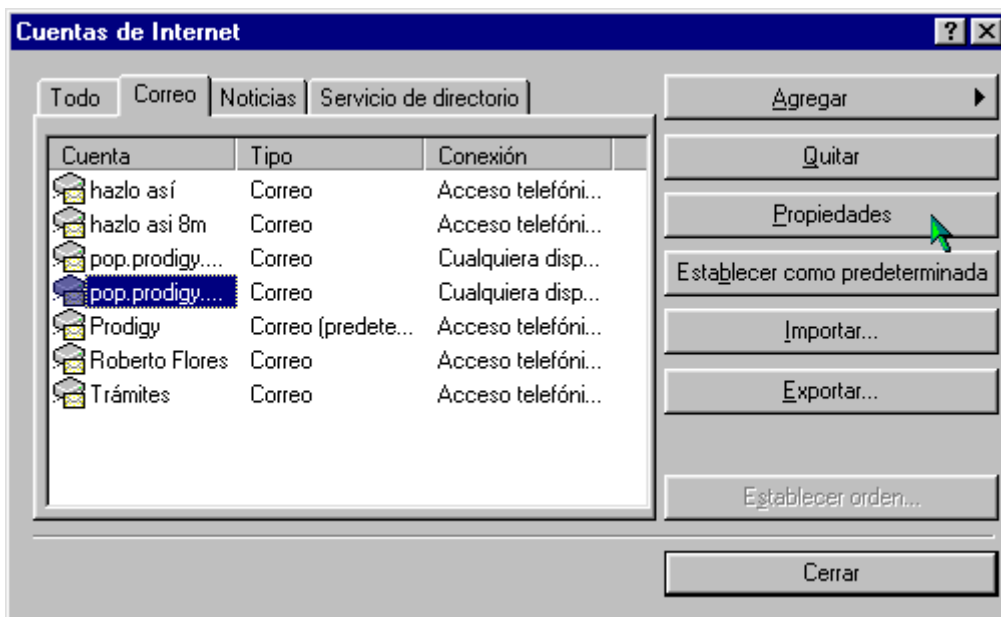 Cuentas de Internet
Todo Correo Noticias Servicio de directorio
Cuenta Tipo Conexión
hazlo así Correo Acceso telefóni...
hazlo asi 8m Correo Acceso telefóni...
pop.prodigy.... Correo Cualquiera disp...
pop.prodigy.... Correo Cualquiera disp...
Prodigy Correo (predete... Acceso telefóni...
Roberto Flores Correo Acceso telefóni...
Trámites Correo Acceso telefóni...
Agregar
Quitar
Propiedades
Establecer como predeterminada
Importar...
Exportar...
Establecer orden...
Cerrar